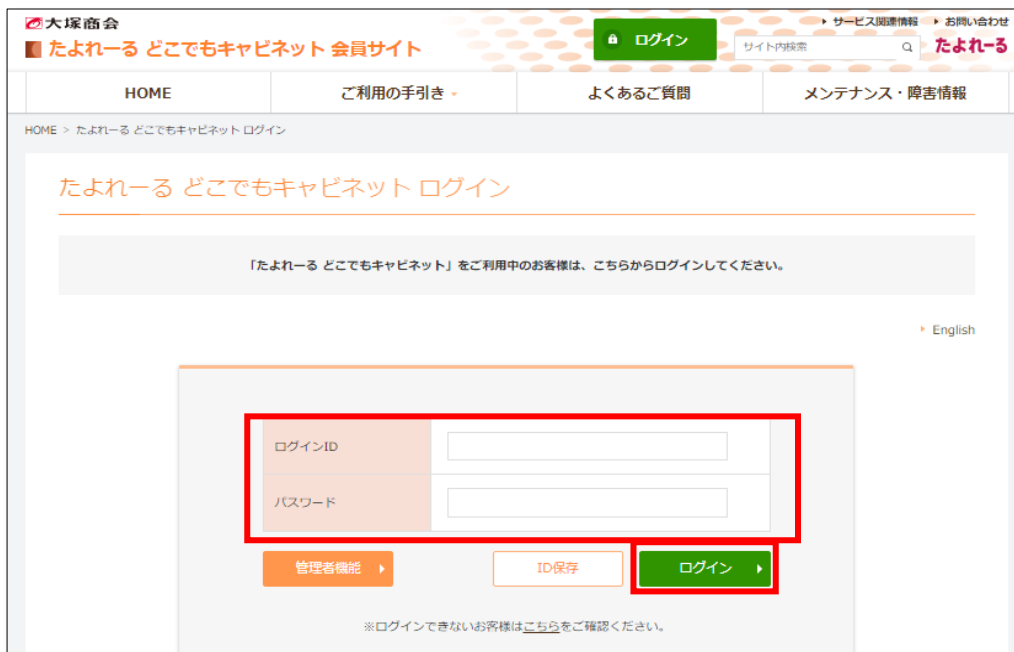 大塚商会
サービス関連情報 お問い合わせ
たよれーる どこでもキャビネット 会員サイト
ログイン
サイト内検索
たよれーる
HOME ご利用の手引き よくあるご質問 メンテナンス・障害情報
HOME > たよれーる どこでもキャビネット ログイン
たよれーる どこでもキャビネット ログイン
「たよれーる どこでもキャビネット」をご利用中のお客様は、こちらからログインしてください。
English
ログインID
パスワード
管理者機能 ID保存 ログイン
※ログインできないお客様はこちらをご確認ください。